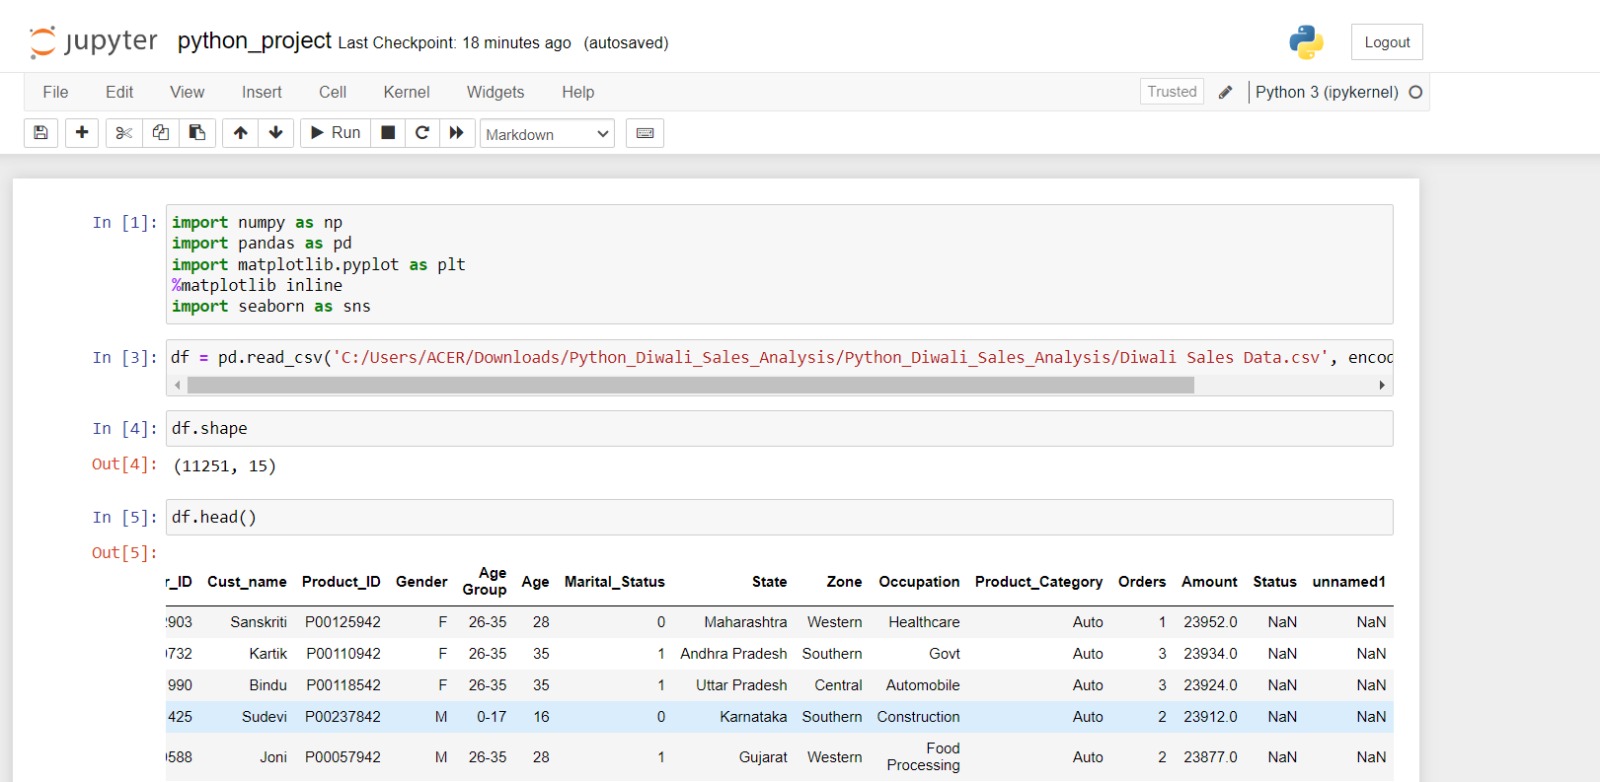 jupyter python_project Last Checkpoint: 18 minutes ago (autosaved) Logout
File Edit View Insert Cell Kernel Widgets Help Trusted Python 3 (ipykernel)
Run Markdown
In [1]: import numpy as np
import pandas as pd
import matplotlib.pyplot as plt
%matplotlib inline
import seaborn as sns
In [3]: df = pd.read_csv('C:/Users/ACER/Downloads/Python_Diwali_Sales_Analysis/Python_Diwali_Sales_Analysis/Diwali Sales Data.csv', encod
In [4]: df.shape
Out[4]: (11251, 15)
In [5]: df.head()
Out[5]:
r_ID Cust_name Product_ID Gender Age Group Age Marital_Status State Zone Occupation Product_Category Orders Amount Status unnamed1
903 Sanskriti P00125942 F 26-35 28 0 Maharashtra Western Healthcare Auto 1 23952.0 NaN NaN
732 Kartik P00110942 F 26-35 35 1 Andhra Pradesh Southern Govt Auto 3 23934.0 NaN NaN
990 Bindu P00118542 F 26-35 35 1 Uttar Pradesh Central Automobile Auto 3 23924.0 NaN NaN
425 Sudevi P00237842 M 0-17 16 0 Karnataka Southern Construction Auto 2 23912.0 NaN NaN
588 Joni P00057942 M 26-35 28 1 Gujarat Western Food Processing Auto 2 23877.0 NaN NaN